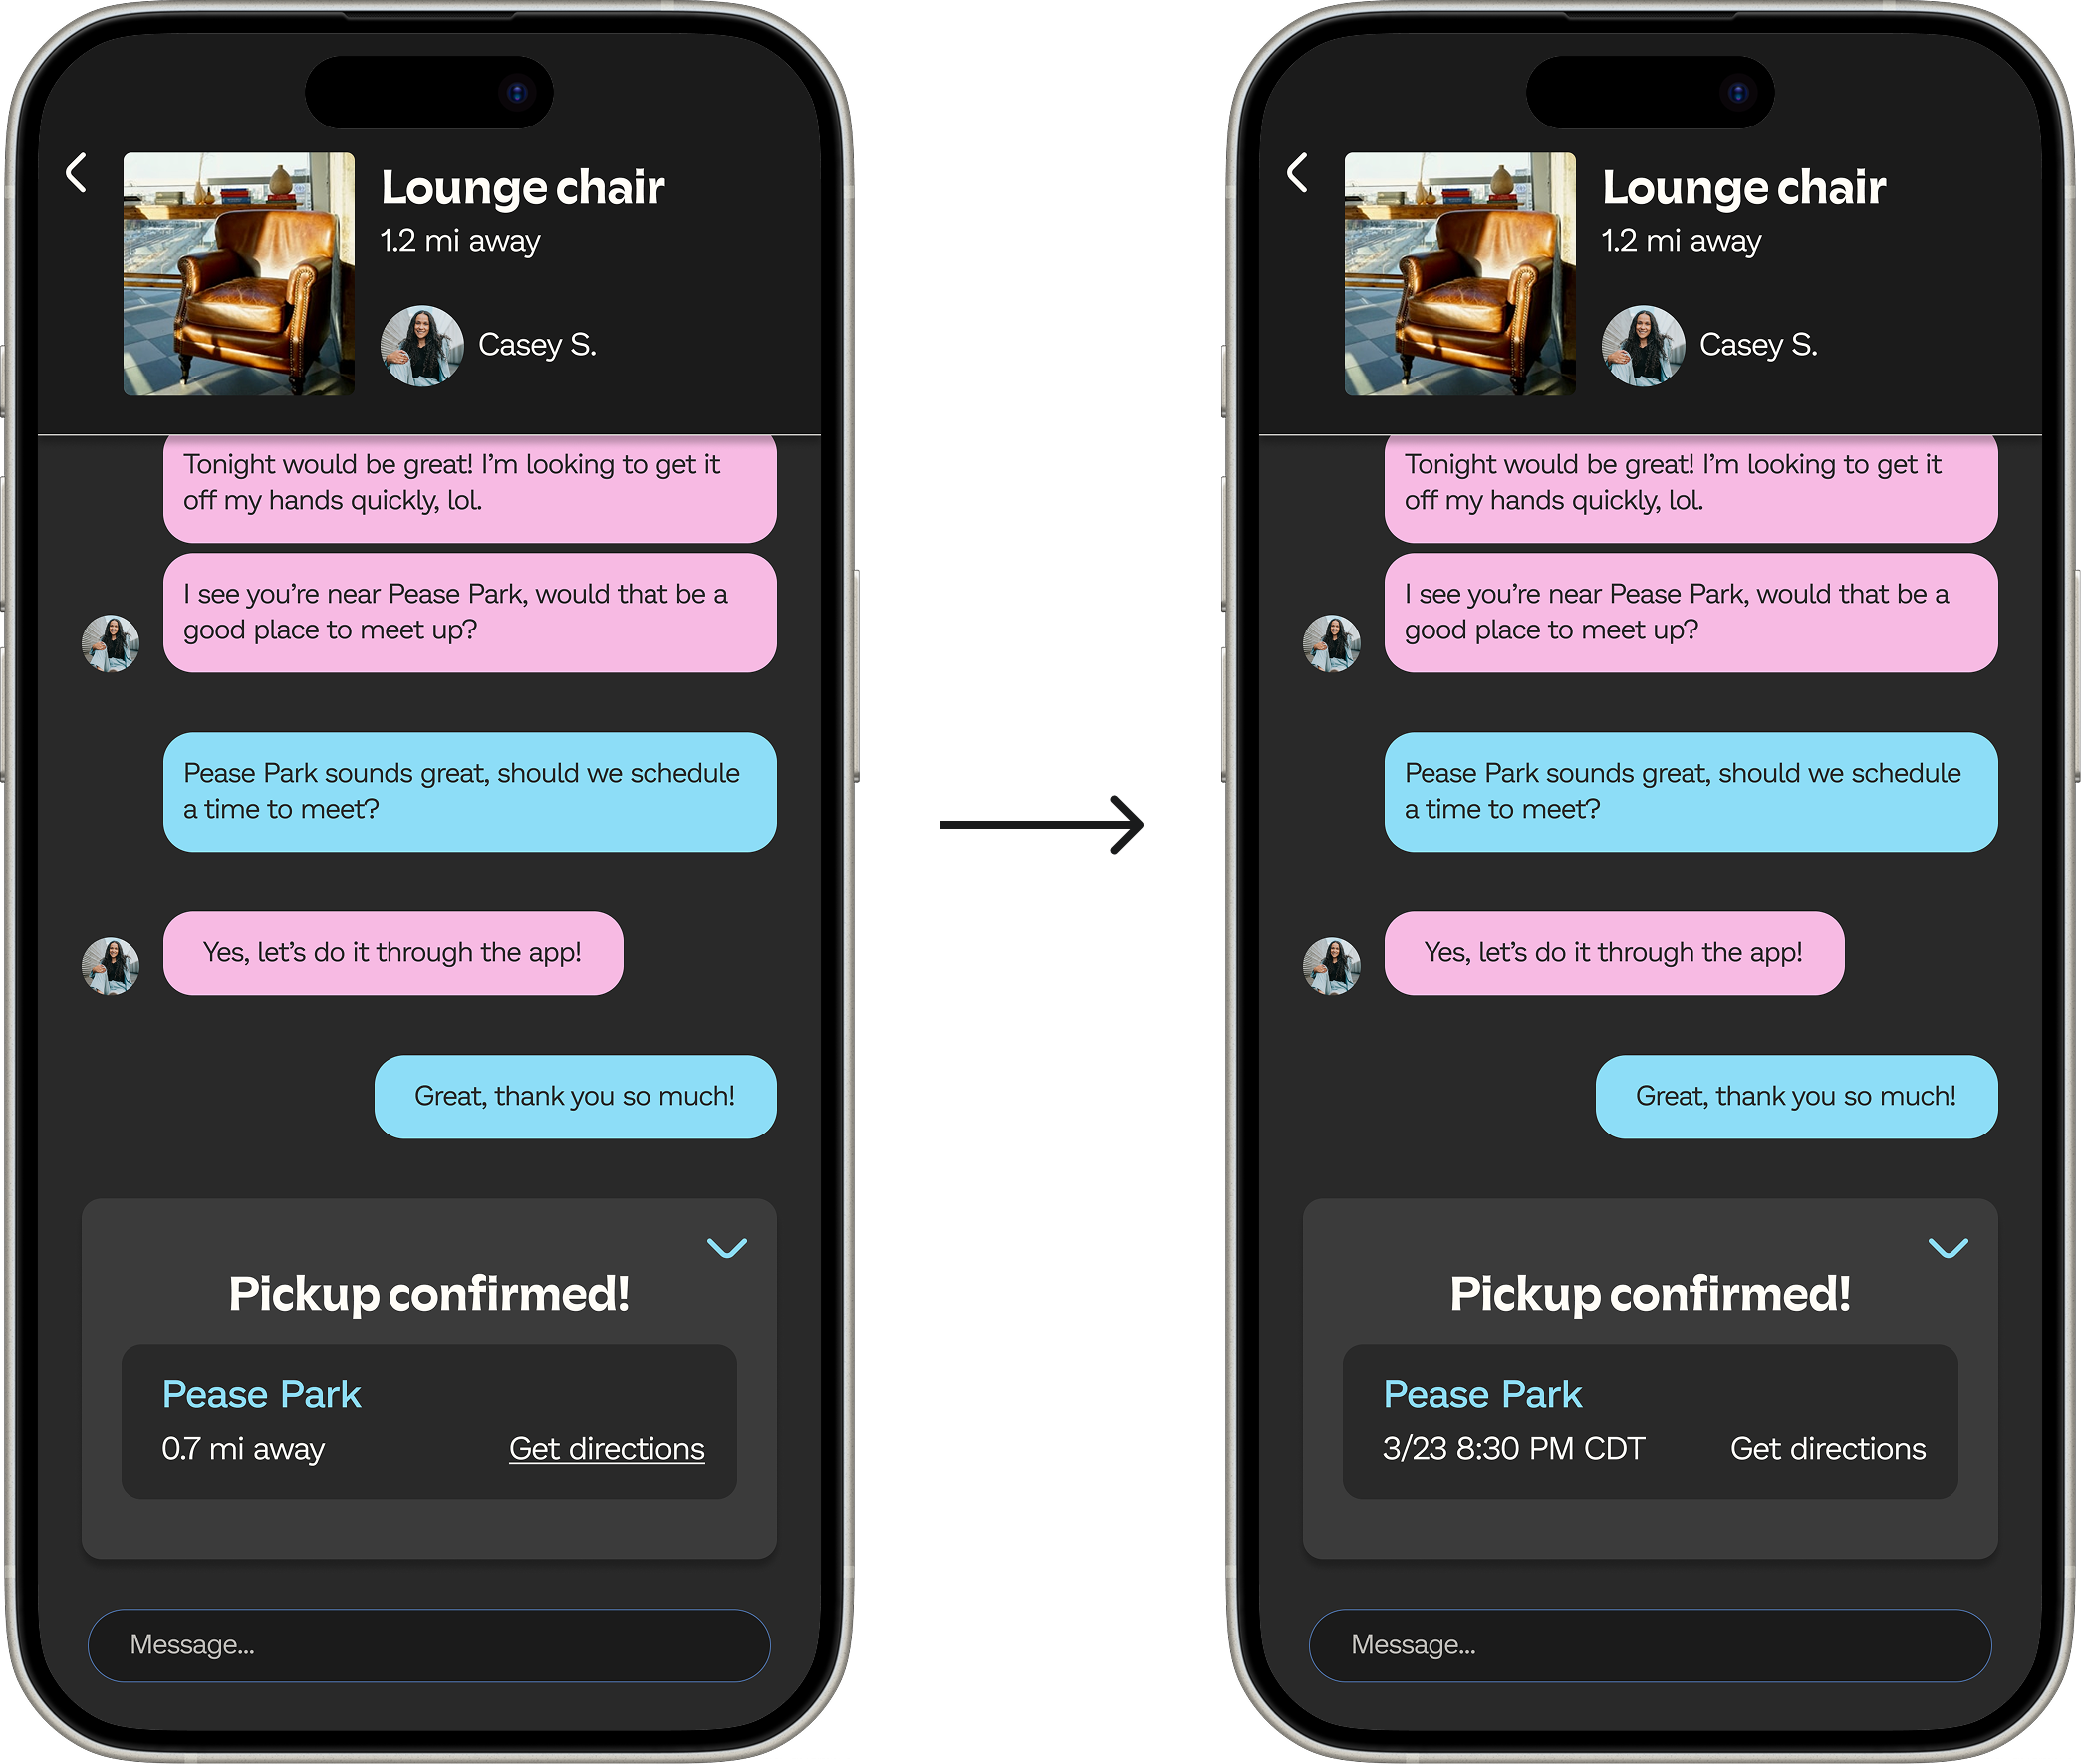 Lounge chair
1.2 mi away
Casey S.
Tonight would be great! I’m looking to get it
off my hands quickly, lol.
I see you’re near Pease Park, would that be a
good place to meet up?
Pease Park sounds great, should we schedule
a time to meet?
Yes, let’s do it through the app!
Great, thank you so much!
Pickup confirmed!
Pease Park
0.7 mi away
Get directions
Message...
Lounge chair
1.2 mi away
Casey S.
Tonight would be great! I’m looking to get it
off my hands quickly, lol.
I see you’re near Pease Park, would that be a
good place to meet up?
Pease Park sounds great, should we schedule
a time to meet?
Yes, let’s do it through the app!
Great, thank you so much!
Pickup confirmed!
Pease Park
3/23 8:30 PM CDT
Get directions
Message...